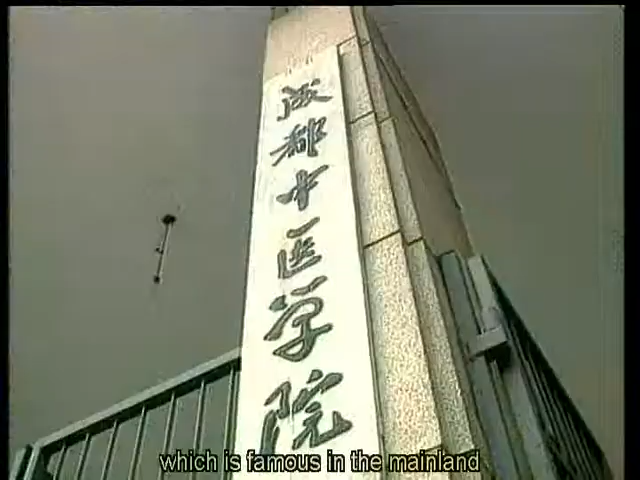 成都中医学院
which is famous in the mainland